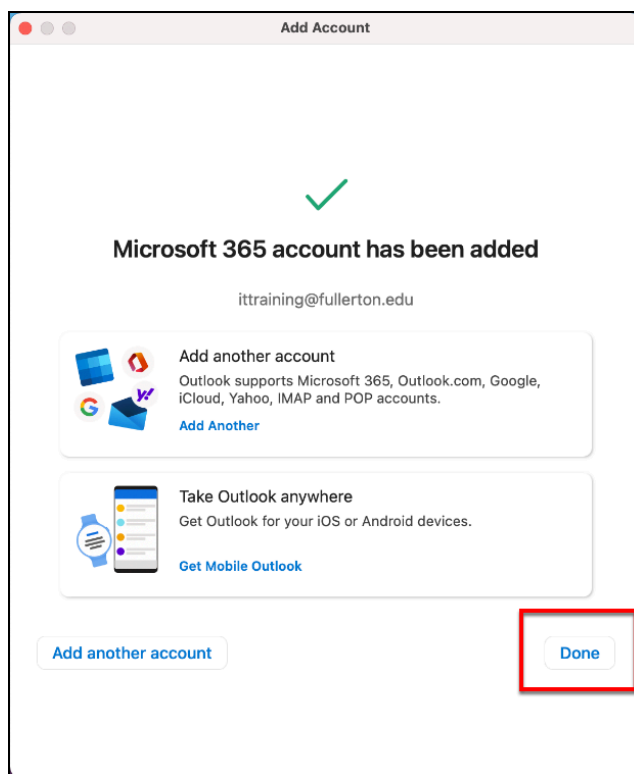 Add Account
Microsoft 365 account has been added
ittraining@fullerton.edu
Add another account
Outlook supports Microsoft 365, Outlook.com, Google,
iCloud, Yahoo, IMAP and POP accounts.
Add Another
Take Outlook anywhere
Get Outlook for your iOS or Android devices.
Get Mobile Outlook
Add another account
Done